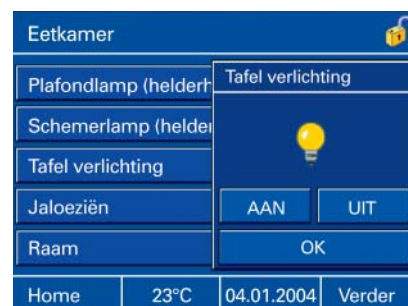 Eetkamer
Plafondlamp (helderh
Schemerlamp (helder
Tafel verlichting
Jaloeziën
Raam
Tafel verlichting
AAN UIT
OK
Home 23°C 04.01.2004 Verder